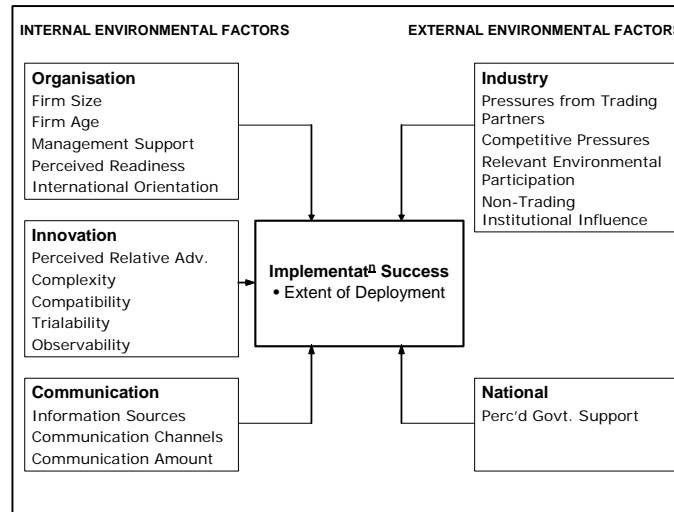 INTERNAL ENVIRONMENTAL FACTORS
Organisation
Firm Size
Firm Age
Management Support
Perceived Readiness
International Orientation
Innovation
Perceived Relative Adv.
Complexity
Compatibility
Trialability
Observability
Communication
Information Sources
Communication Channels
Communication Amount
Implementatⁿ Success
• Extent of Deployment
EXTERNAL ENVIRONMENTAL FACTORS
Industry
Pressures from Trading
Partners
Competitive Pressures
Relevant Environmental
Participation
Non-Trading
Institutional Influence
National
Perc'd Govt. Support